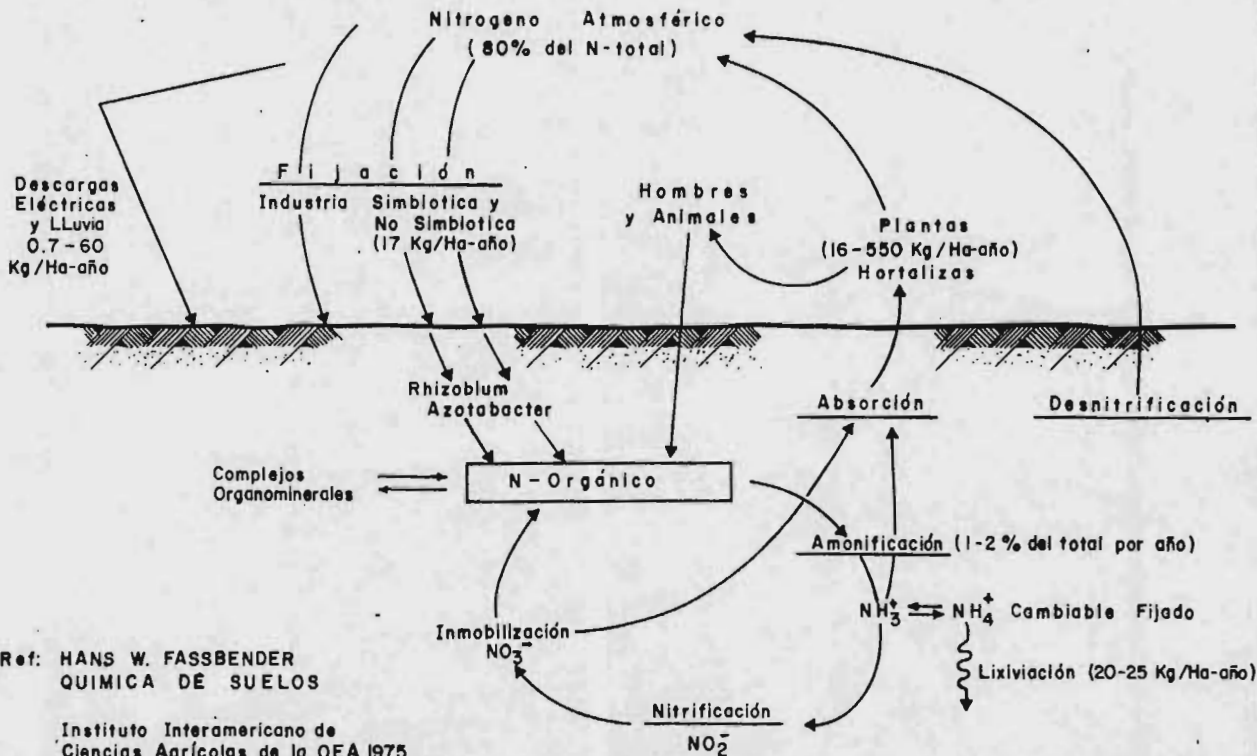 Nitrogeno Atmosférico
(80% del N-total)
Descargas
Eléctricas
y LLuvia
0.7-60
Kg/Ha-año
Fijación
Industria Simbiotica y
No Simbiotica
(17 Kg/Ha-año)
Hombres
y Animales
Plantas
(16-550 Kg/Ha-año)
Hortalizas
Rhizobium
Azotabacter
Absorción
Desnitrificación
Complejos
Organominerales
N-Orgánico
Amonificación (1-2% del total por año)
NH₃⁺ ⇌ NH₄⁺ Cambiable Fijado
Inmobilización
NO₃⁻
Lixiviación (20-25 Kg/Ha-año)
Nitrificación
NO₂⁻
Ref: HANS W. FASSBENDER
QUIMICA DE SUELOS
Instituto Interamericano de
Ciencias Agrícolas de la OEA 1975